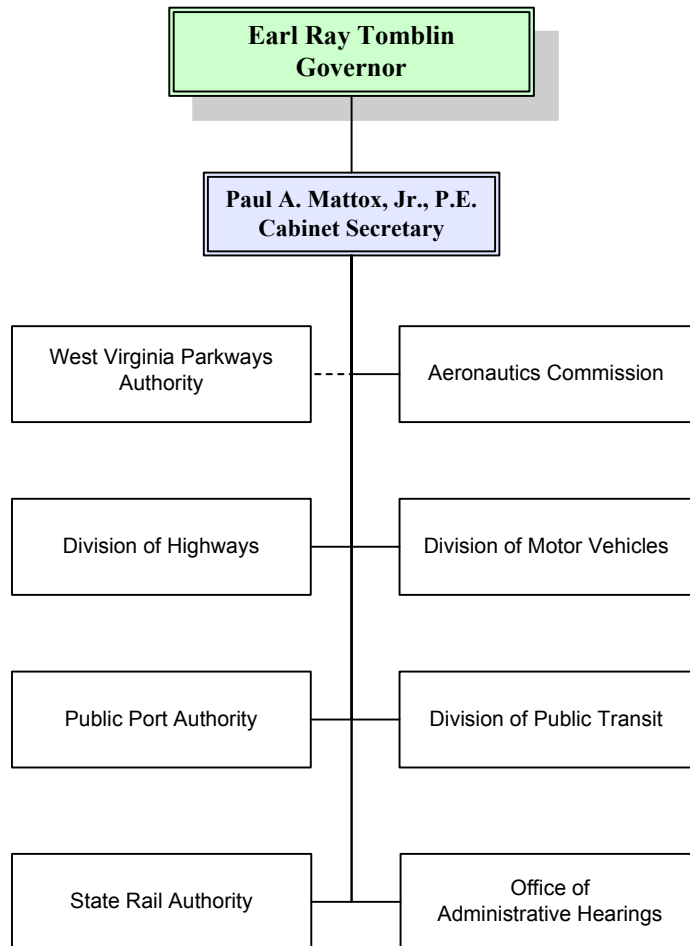 Earl Ray Tomblin
Governor
Paul A. Mattox, Jr., P.E.
Cabinet Secretary
West Virginia Parkways
Authority
Aeronautics Commission
Division of Highways
Division of Motor Vehicles
Public Port Authority
Division of Public Transit
State Rail Authority
Office of
Administrative Hearings